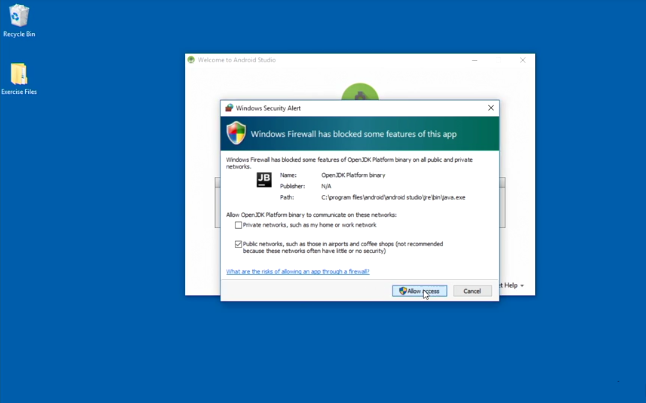 Recycle Bin
Exercise Files
Welcome to Android Studio
Windows Security Alert
Windows Firewall has blocked some features of this app
Windows Firewall has blocked some features of OpenJDK Platform binary on all public and private
networks.
JB
Name: OpenJDK Platform binary
Publisher: N/A
Path: C:\program files\android\android studio\jre\bin\java.exe
Allow OpenJDK Platform binary to communicate on these networks:
Private networks, such as my home or work network
Public networks, such as those in airports and coffee shops (not recommended
because these networks often have little or no security)
What are the risks of allowing an app through a firewall?
Allow access
Cancel
Help